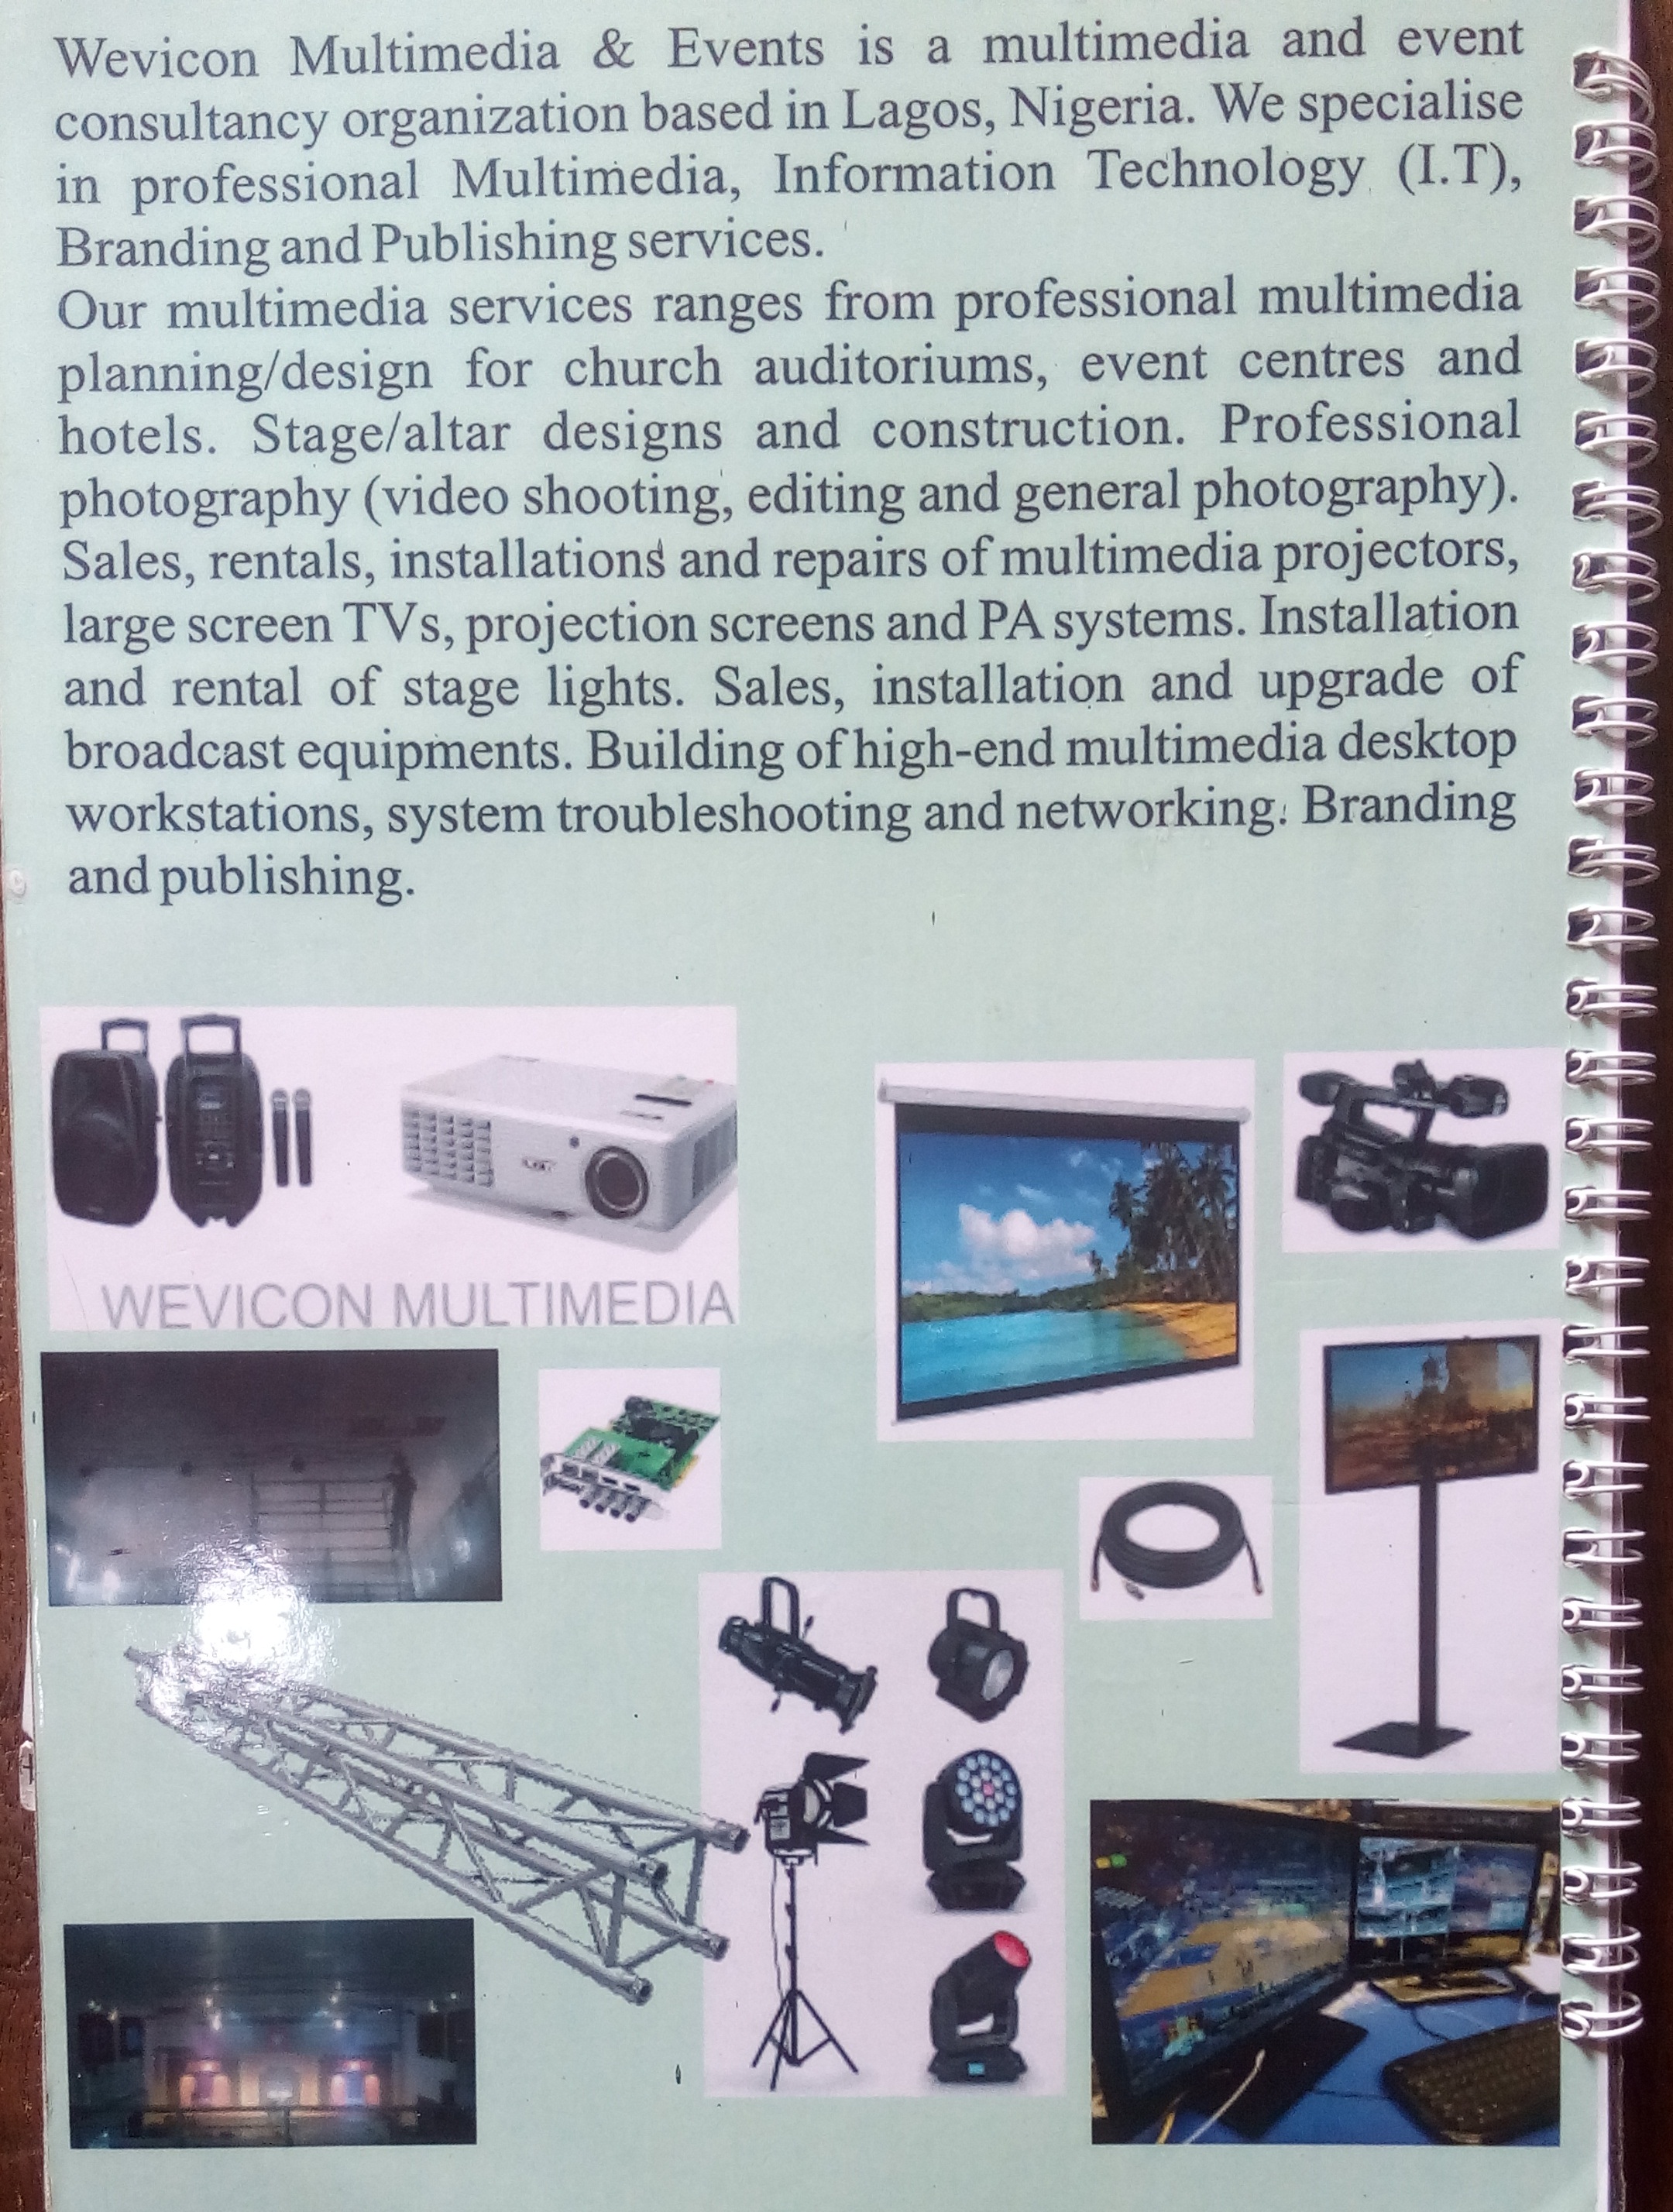 Wevicon Multimedia & Events is a multimedia and event
consultancy organization based in Lagos, Nigeria. We specialise
in professional Multimedia, Information Technology (I.T),
Branding and Publishing services.
Our multimedia services ranges from professional multimedia
planning/design for church auditoriums, event centres and
hotels. Stage/altar designs and construction. Professional
photography (video shooting, editing and general photography).
Sales, rentals, installations and repairs of multimedia projectors,
large screen TVs, projection screens and PA systems. Installation
and rental of stage lights. Sales, installation and upgrade of
broadcast equipments. Building of high-end multimedia desktop
workstations, system troubleshooting and networking. Branding
and publishing.
WEVICON MULTIMEDIA